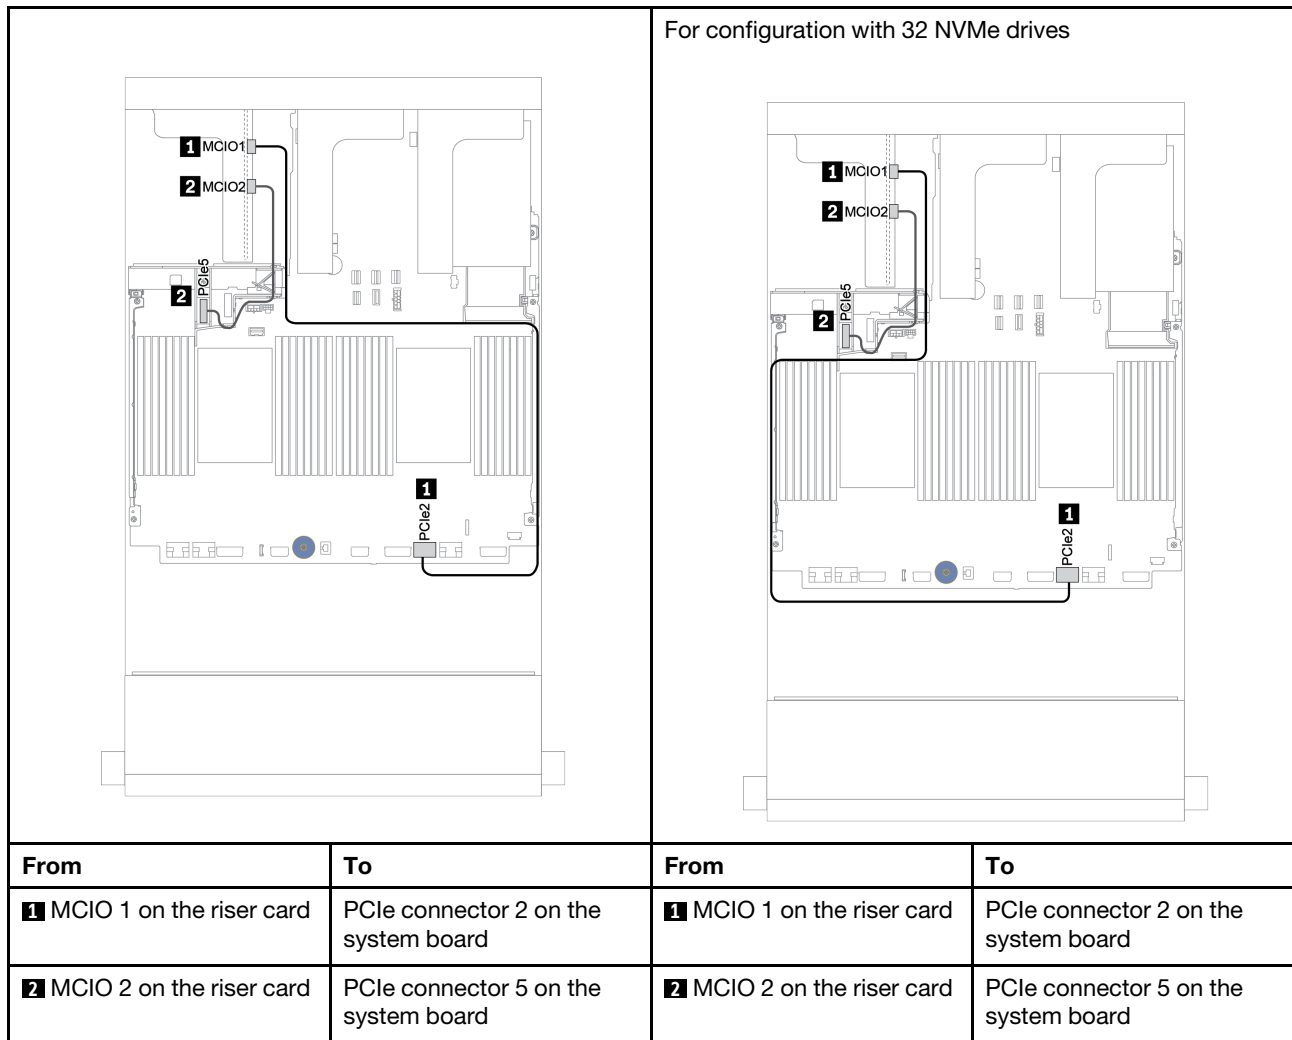 For configuration with 32 NVMe drives
1 MCIO1
2 MCIO2
2 PCIe5
1
PCIe2
1 MCIO1
2 MCIO2
2 PCIe5
1
PCIe2
From To From To
1 MCIO 1 on the riser card PCIe connector 2 on the 1 MCIO 1 on the riser card PCIe connector 2 on the
system board system board
2 MCIO 2 on the riser card PCIe connector 5 on the 2 MCIO 2 on the riser card PCIe connector 5 on the
system board system board